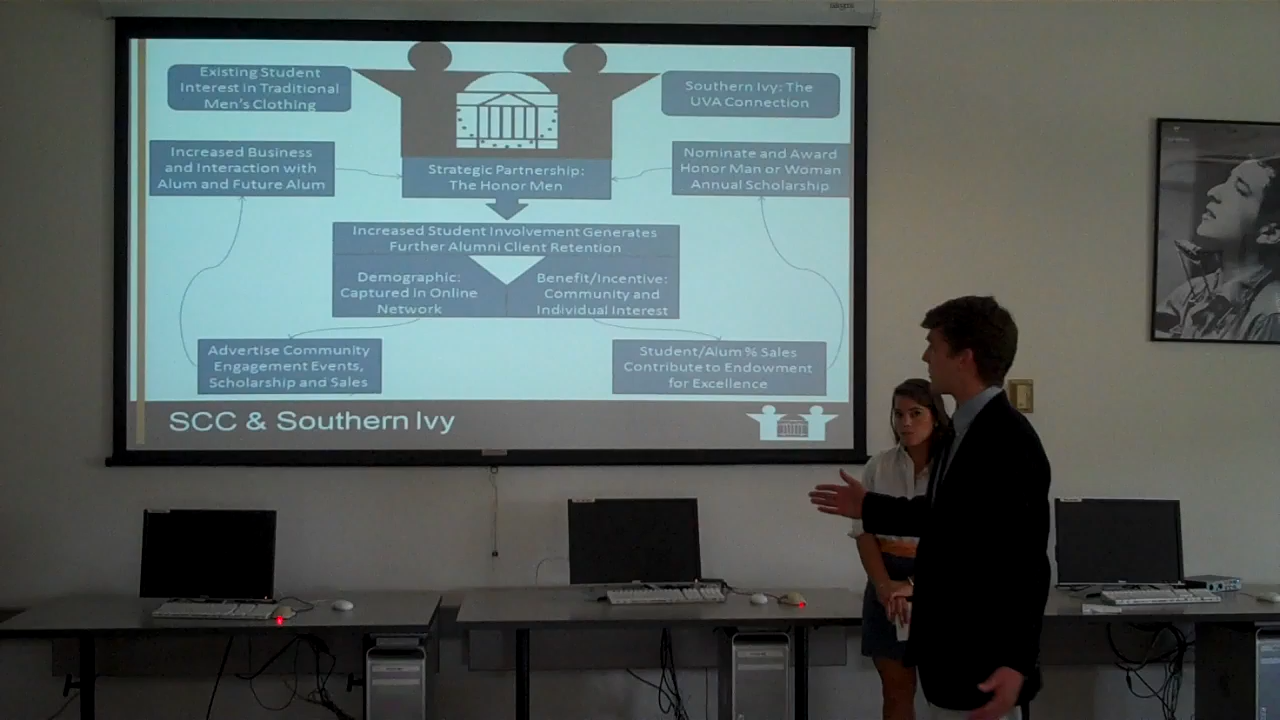 Existing Student
Interest in Traditional
Men's Clothing
Southern Ivy: The
UVA Connection
Increased Business
and Interaction with
Alum and Future Alum
Strategic Partnership:
The Honor Men
Nominate and Award
Honor Man or Woman
Annual Scholarship
Increased Student Involvement Generates
Further Alumni Client Retention
Demographic:
Captured in Online
Network
Benefit/Incentive:
Community and
Individual Interest
Advertise Community
Engagement Events,
Scholarship and Sales
Student/Alum % Sales
Contribute to Endowment
for Excellence
SCC & Southern Ivy